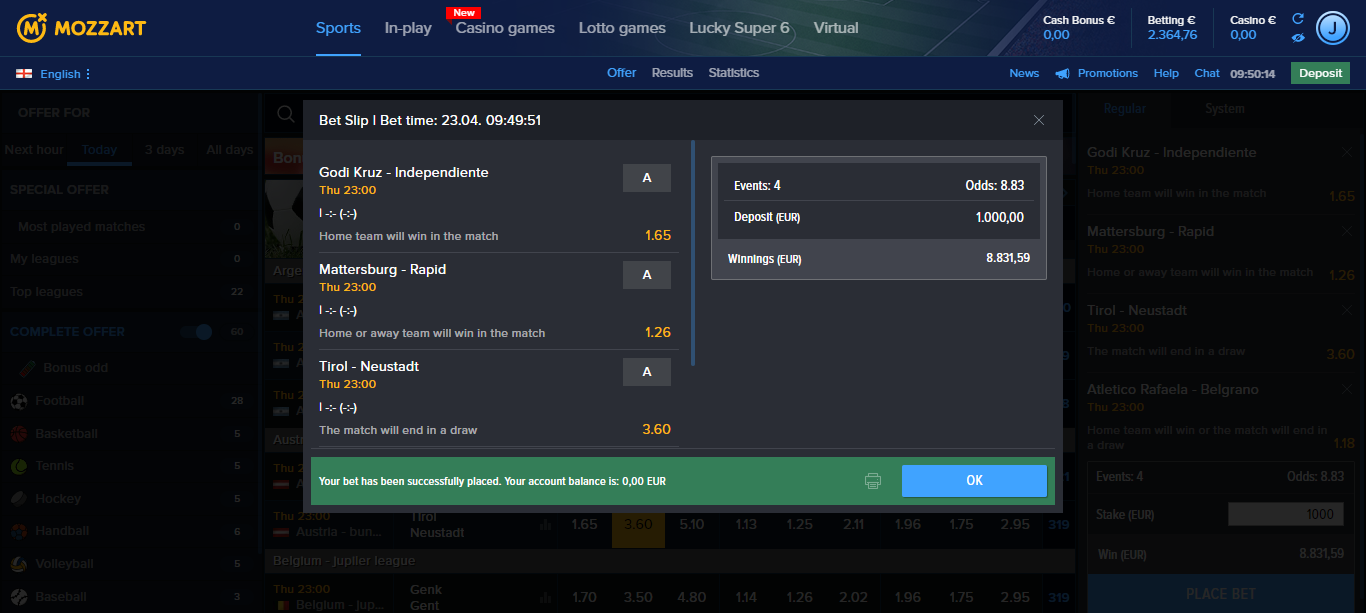 MOZZART
Sports
In-play
New
Casino games
Lotto games
Lucky Super 6
Virtual
Cash Bonus €
0,00
Betting €
2.364,76
Casino €
0,00
J
English
Offer
Results
Statistics
News
Promotions
Help
Chat
09:50:14
Deposit
OFFER FOR
Next hour
Today
3 days
All days
SPECIAL OFFER
Most played matches 0
My leagues 0
Top leagues 22
COMPLETE OFFER 60
Bonus odd
Football 28
Basketball 5
Tennis 5
Hockey 5
Handball 6
Volleyball 5
Baseball 3
Bon
Arge
Thu 2
A
Thu 2
A
Thu 2
A
Austr
Thu 2
A
Bet Slip | Bet time: 23.04. 09:49:51
Godi Kruz - Independiente
A
Thu 23:00
| -:- (-:-)
Home team will win in the match 1.65
Mattersburg - Rapid
A
Thu 23:00
| -:- (-:-)
Home or away team will win in the match 1.26
Tirol - Neustadt
A
Thu 23:00
| -:- (-:-)
The match will end in a draw 3.60
Events: 4 Odds: 8.83
Deposit (EUR) 1.000,00
Winnings (EUR) 8.831,59
Your bet has been successfully placed. Your account balance is: 0,00 EUR
OK
Thu 23:00
Austria - bun...
Tirol
Neustadt
1.65 3.60 5.10 1.13 1.25 2.11 1.96 1.75 2.95 319
Belgium - jupiler league
Thu 23:00
Belgium - jup...
Genk
Gent
1.70 3.50 4.80 1.14 1.26 2.02 1.96 1.75 2.95 319
Regular
System
Godi Kruz - Independiente
Thu 23:00
Home team will win in the match 1.65
Mattersburg - Rapid
Thu 23:00
Home or away team will win in the match 1.26
Tirol - Neustadt
Thu 23:00
The match will end in a draw 3.60
Atletico Rafaela - Belgrano
Thu 23:00
Home team will win or the match will end in
a draw 1.18
Events: 4 Odds: 8.83
Stake (EUR) 1000
Win (EUR) 8.831,59
PLACE BET